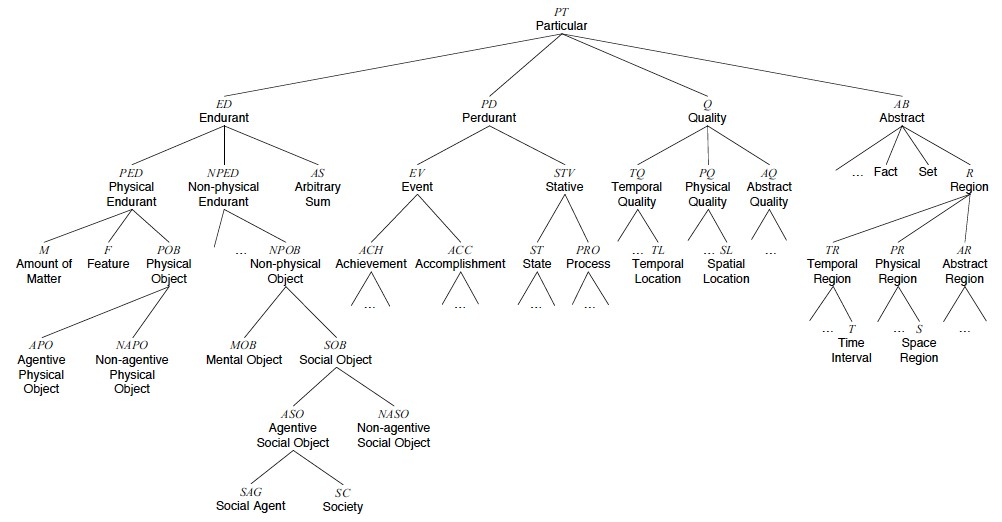 PT
Particular
ED PD Q AB
Endurant Perdurant Quality Abstract
PED NPED AS EV STV TQ PQ AQ ... Fact Set R
Physical Non-physical Arbitrary Event Stative Temporal Physical Abstract Region
Endurant Endurant Sum Quality Quality Quality
M F POB ... NPOB ACH ACC ST PRO ... TL ... SL ... TR PR AR
Amount of Feature Physical Non-physical Achievement Accomplishment State Process Temporal Spatial Temporal Physical Abstract
Matter Object Object Location Location Region Region Region
... ... ... ...
... T ... S ...
Time Space
Interval Region
APO NAPO MOB SOB
Agentive Non-agentive Mental Object Social Object
Physical Physical
Object Object
ASO NASO
Agentive Non-agentive
Social Object Social Object
SAG SC
Social Agent Society